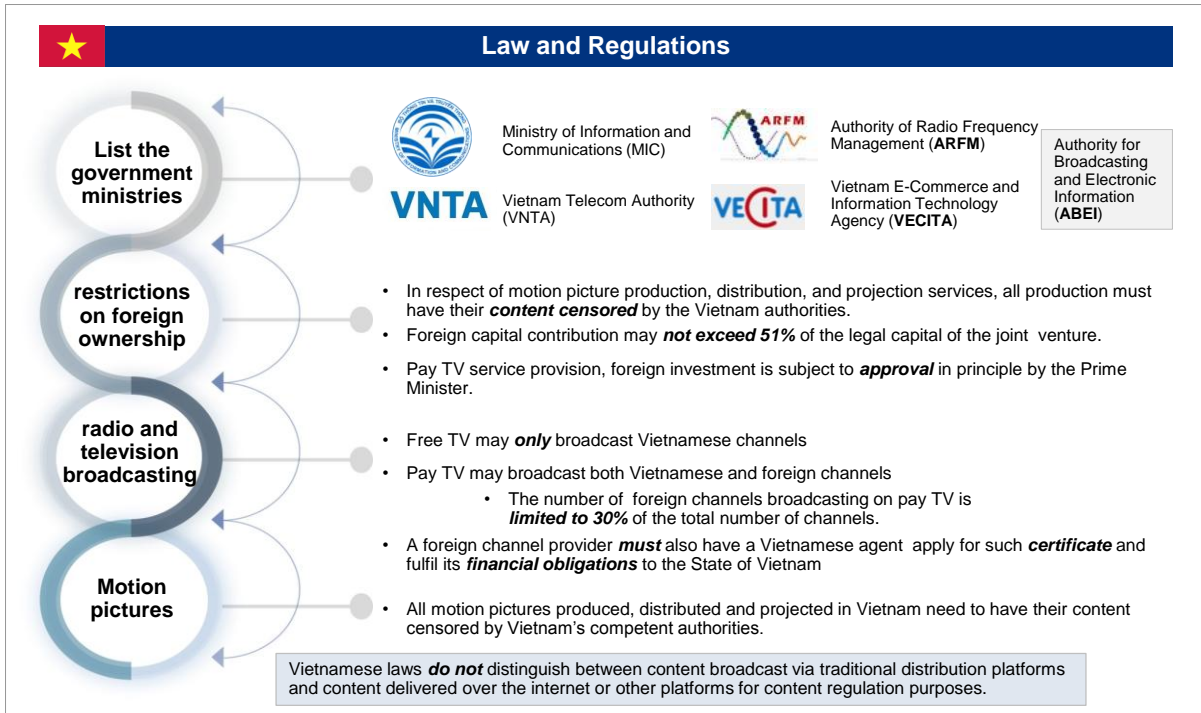 Law and Regulations
List the
government
ministries
Ministry of Information and
Communications (MIC)
ARFM
Authority of Radio Frequency
Management (ARFM)
VNTA
Vietnam Telecom Authority
(VNTA)
VECITA
Vietnam E-Commerce and
Information Technology
Agency (VECITA)
Authority for
Broadcasting
and Electronic
Information
(ABEI)
restrictions
on foreign
ownership
• In respect of motion picture production, distribution, and projection services, all production must
have their content censored by the Vietnam authorities.
• Foreign capital contribution may not exceed 51% of the legal capital of the joint venture.
• Pay TV service provision, foreign investment is subject to approval in principle by the Prime
Minister.
radio and
television
broadcasting
• Free TV may only broadcast Vietnamese channels
• Pay TV may broadcast both Vietnamese and foreign channels
• The number of foreign channels broadcasting on pay TV is
limited to 30% of the total number of channels.
• A foreign channel provider must also have a Vietnamese agent apply for such certificate and
fulfil its financial obligations to the State of Vietnam
Motion
pictures
• All motion pictures produced, distributed and projected in Vietnam need to have their content
censored by Vietnam’s competent authorities.
Vietnamese laws do not distinguish between content broadcast via traditional distribution platforms
and content delivered over the internet or other platforms for content regulation purposes.